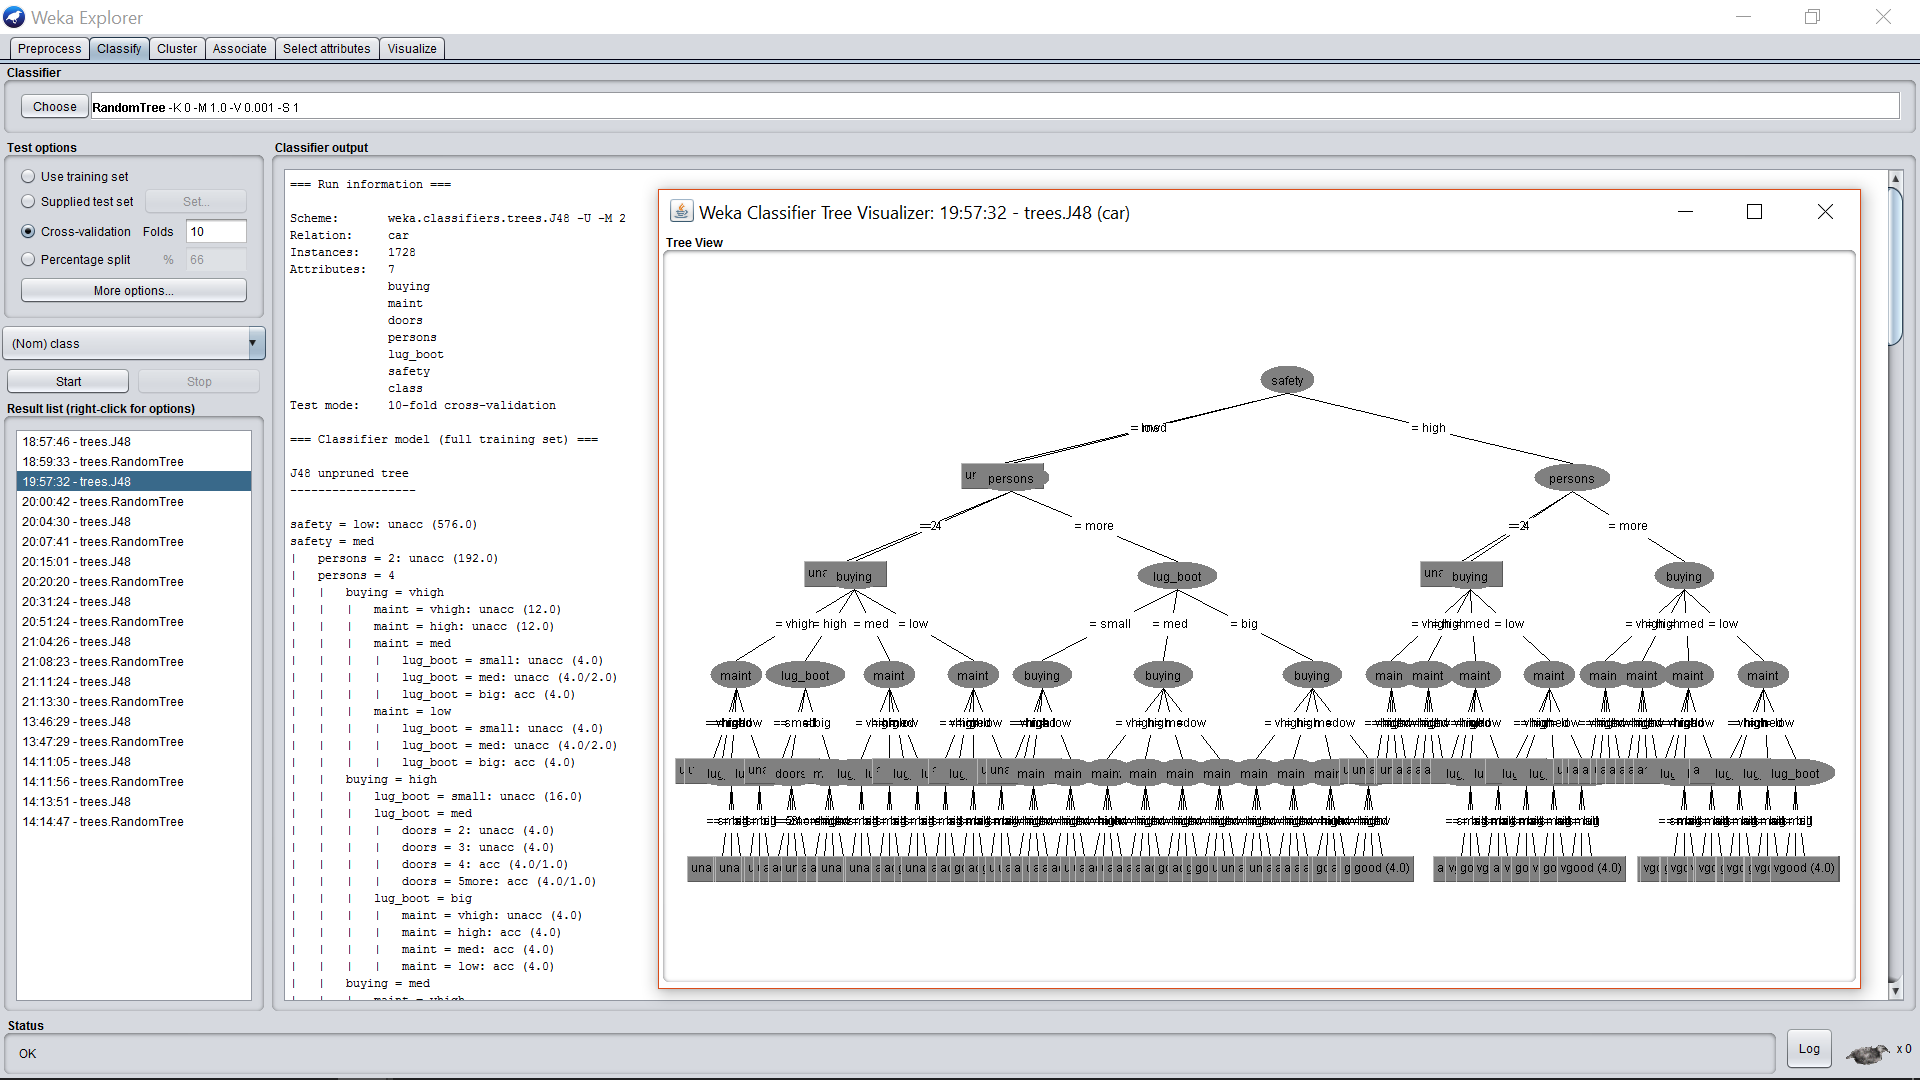 Weka Explorer
Preprocess Classify Cluster Associate Select attributes Visualize
Classifier
Choose RandomTree -K 0 -M 1.0 -V 0.001 -S 1
Test options
Use training set
Supplied test set Set...
Cross-validation Folds 10
Percentage split % 66
More options...
(Nom) class
Start Stop
Result list (right-click for options)
18:57:46 - trees.J48
18:59:33 - trees.RandomTree
19:57:32 - trees.J48
20:00:42 - trees.RandomTree
20:04:30 - trees.J48
20:07:41 - trees.RandomTree
20:15:01 - trees.J48
20:20:20 - trees.RandomTree
20:31:24 - trees.J48
20:51:24 - trees.RandomTree
21:04:26 - trees.J48
21:08:23 - trees.RandomTree
21:11:24 - trees.J48
21:13:30 - trees.RandomTree
13:46:29 - trees.J48
13:47:29 - trees.RandomTree
14:11:05 - trees.J48
14:11:56 - trees.RandomTree
14:13:51 - trees.J48
14:14:47 - trees.RandomTree
Classifier output
=== Run information ===
Scheme: weka.classifiers.trees.J48 -U -M 2
Relation: car
Instances: 1728
Attributes: 7
buying
maint
doors
persons
lug_boot
safety
class
Test mode: 10-fold cross-validation
=== Classifier model (full training set) ===
J48 unpruned tree
------------------
safety = low: unacc (576.0)
safety = med
| persons = 2: unacc (192.0)
| persons = 4
| | buying = vhigh
| | | maint = vhigh: unacc (12.0)
| | | maint = high: unacc (12.0)
| | | maint = med
| | | | lug_boot = small: unacc (4.0)
| | | | lug_boot = med: unacc (4.0/2.0)
| | | | lug_boot = big: acc (4.0)
| | | maint = low
| | | | lug_boot = small: unacc (4.0)
| | | | lug_boot = med: unacc (4.0/2.0)
| | | | lug_boot = big: acc (4.0)
| | buying = high
| | | lug_boot = small: unacc (16.0)
| | | lug_boot = med
| | | | doors = 2: unacc (4.0)
| | | | doors = 3: unacc (4.0)
| | | | doors = 4: acc (4.0/1.0)
| | | | doors = 5more: acc (4.0/1.0)
| | | lug_boot = big
| | | | maint = vhigh: unacc (4.0)
| | | | maint = high: acc (4.0)
| | | | maint = med: acc (4.0)
| | | | maint = low: acc (4.0)
| | buying = med
| | | maint = vhigh
Weka Classifier Tree Visualizer: 19:57:32 - trees.J48 (car)
Tree View
safety
= high
persons persons
= more = more
buying lug_boot buying buying
= vhigh = high = med = low = small = med = big = low = low
maint lug_boot maint maint buying buying buying maint maint maint maint maint maint
doors main main main main main main main lug_boot
good (4.0) vgood (4.0) vgood (4.0)
Status
OK
Log x 0